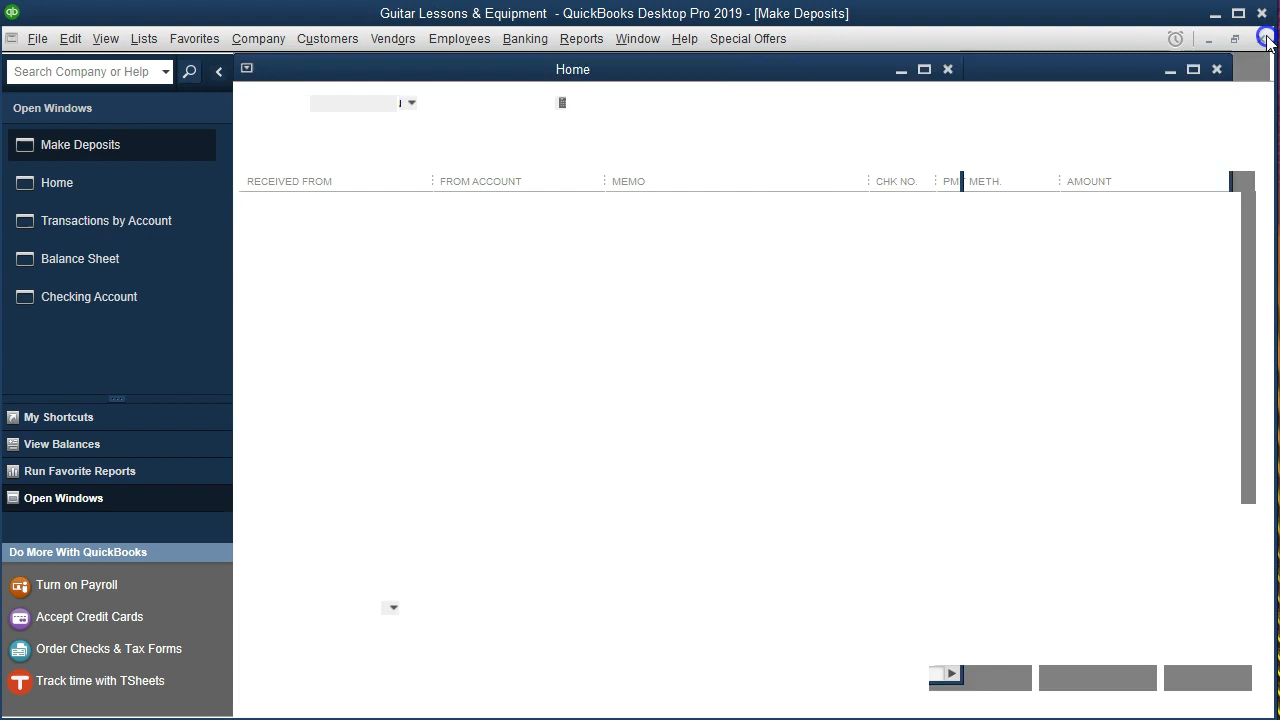 Guitar Lessons & Equipment - QuickBooks Desktop Pro 2019 - [Make Deposits]
File Edit View Lists Favorites Company Customers Vendors Employees Banking Reports Window Help Special Offers
Search Company or Help
Home
Open Windows
Make Deposits
Home
Transactions by Account
Balance Sheet
Checking Account
RECEIVED FROM FROM ACCOUNT MEMO CHK NO. PMT METH. AMOUNT
My Shortcuts
View Balances
Run Favorite Reports
Open Windows
Do More With QuickBooks
Turn on Payroll
Accept Credit Cards
Order Checks & Tax Forms
Track time with TSheets